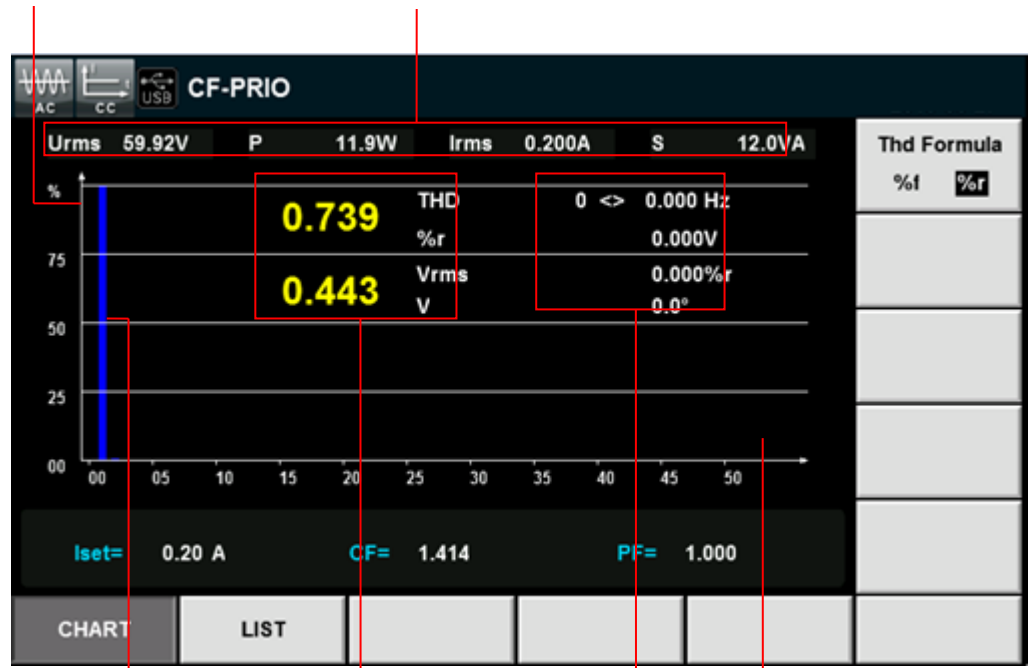 AC CC USB CF-PRIO
Urms 59.92V P 11.9W Irms 0.200A S 12.0VA
Thd Formula
%f %r
%
0.739 THD 0 <> 0.000 Hz
%r 0.000V
75
0.443 Vrms 0.000%r
V 0.0°
50
25
00
00 05 10 15 20 25 30 35 40 45 50
Iset= 0.20 A CF= 1.414 PF= 1.000
CHART LIST